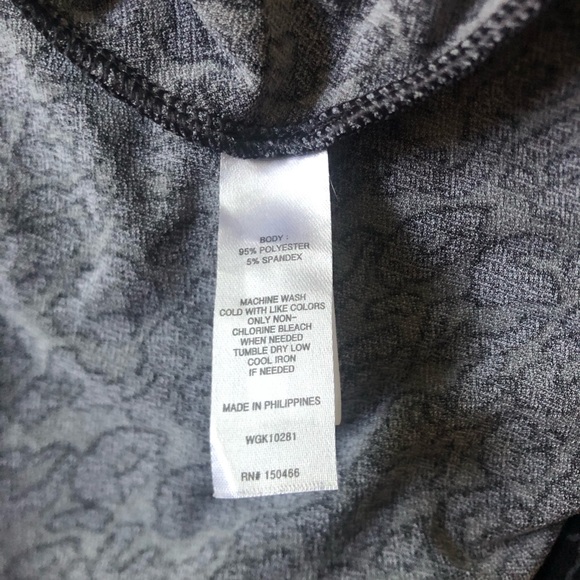 BODY :
95% POLYESTER
5% SPANDEX
MACHINE WASH
COLD WITH LIKE COLORS
ONLY NON-
CHLORINE BLEACH
WHEN NEEDED
TUMBLE DRY LOW
COOL IRON
IF NEEDED
MADE IN PHILIPPINES
WGK10281
RN# 150466